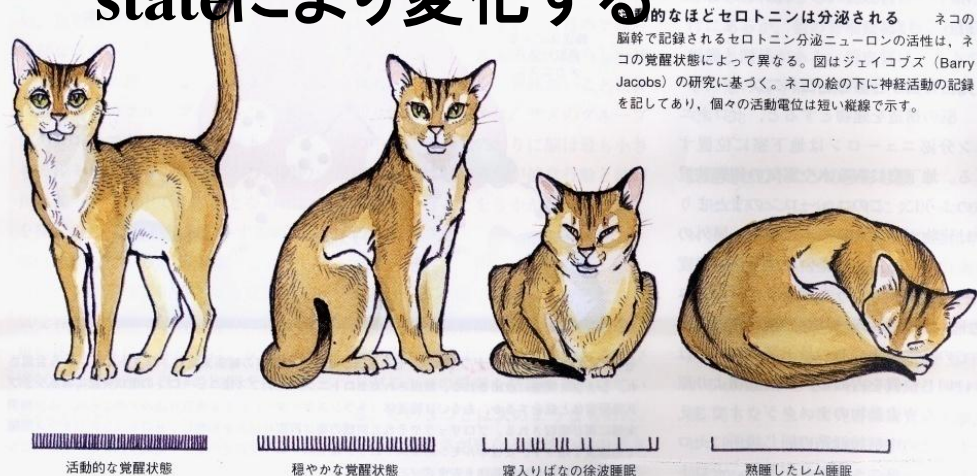 stateにより変化する
動的なほどセロトニンは分泌される ネコの
脳幹で記録されるセロトニン分泌ニューロンの活性は、ネ
コの覚醒状態によって異なる。図はジェイコブズ（Barry
Jacobs）の研究に基づく。ネコの絵の下に神経活動の記録
を記してあり、個々の活動電位は短い縦線で示す。
活動的な覚醒状態
穏やかな覚醒状態
寝入りばなの徐波睡眠
熟睡したレム睡眠